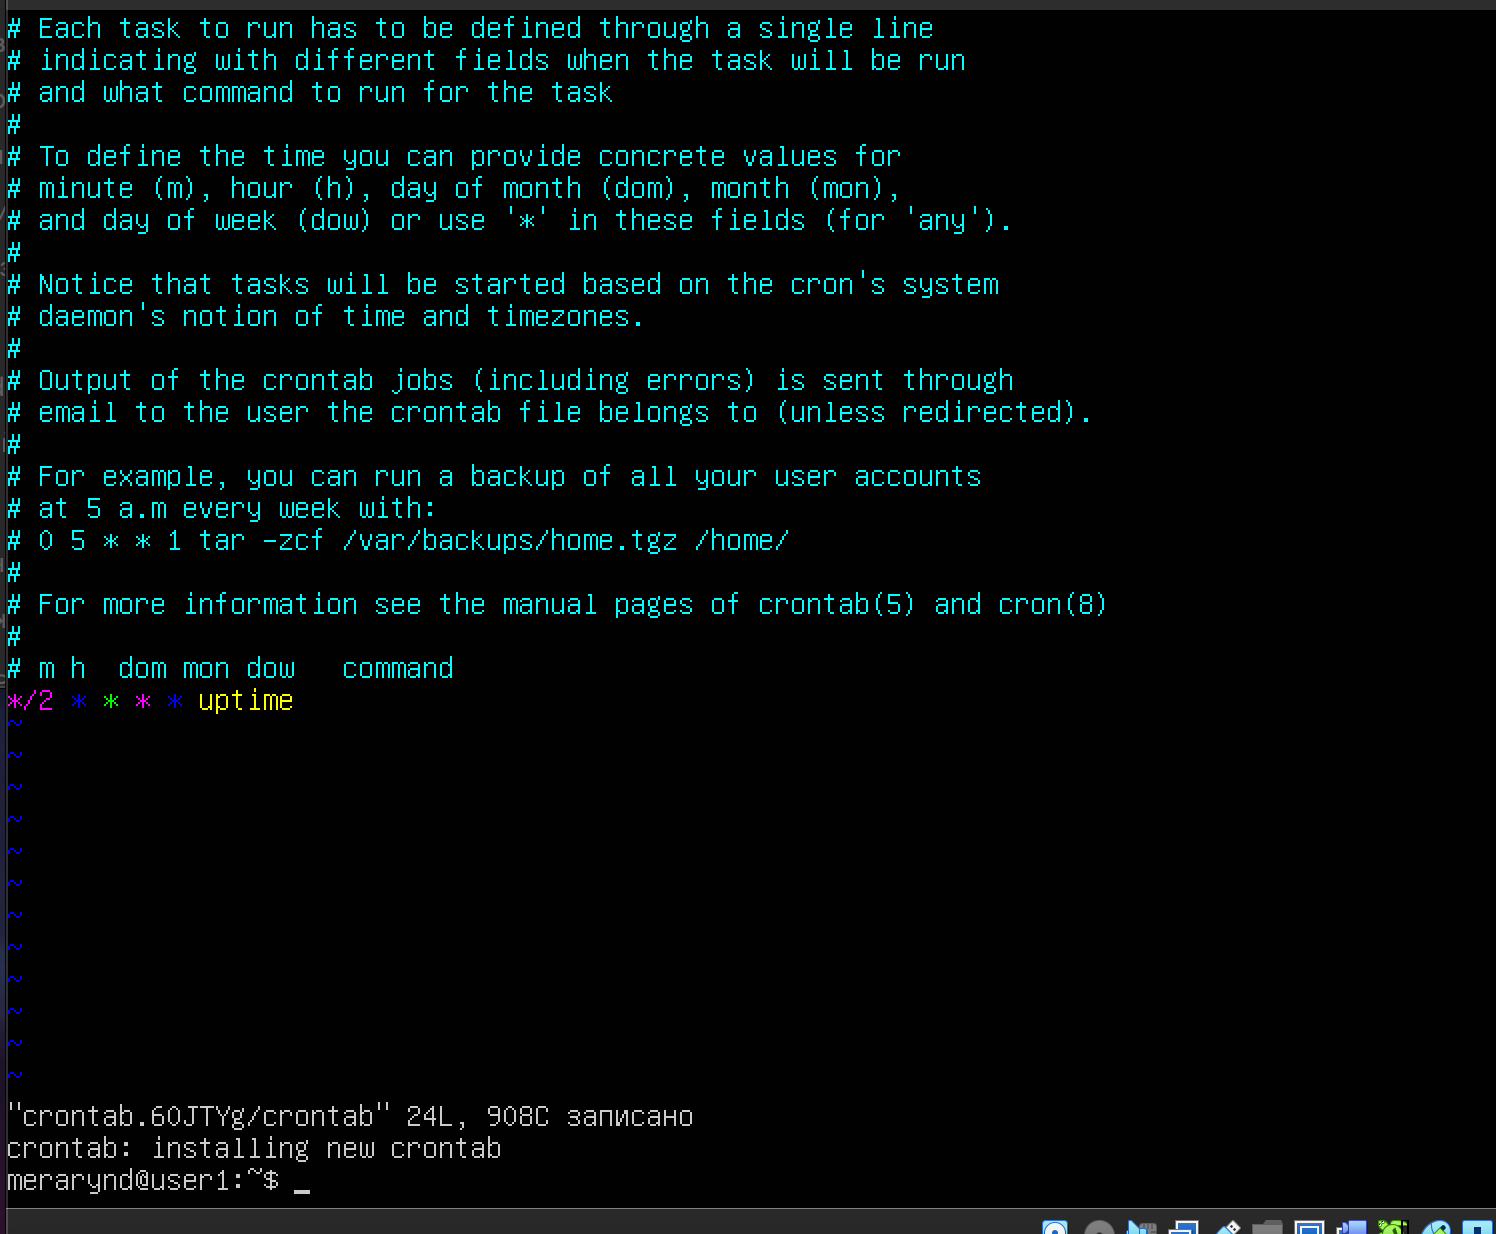 # Each task to run has to be defined through a single line
# indicating with different fields when the task will be run
# and what command to run for the task
#
# To define the time you can provide concrete values for
# minute (m), hour (h), day of month (dom), month (mon),
# and day of week (dow) or use '*' in these fields (for 'any').
#
# Notice that tasks will be started based on the cron's system
# daemon's notion of time and timezones.
#
# Output of the crontab jobs (including errors) is sent through
# email to the user the crontab file belongs to (unless redirected).
#
# For example, you can run a backup of all your user accounts
# at 5 a.m every week with:
# 0 5 * * 1 tar -zcf /var/backups/home.tgz /home/
#
# For more information see the manual pages of crontab(5) and cron(8)
#
# m h  dom mon dow   command
*/2 * * * * uptime
~
~
~
~
~
~
~
~
~
~
~
~
"crontab.60JTYg/crontab" 24L, 908C записано
crontab: installing new crontab
merarynd@user1:~$ _